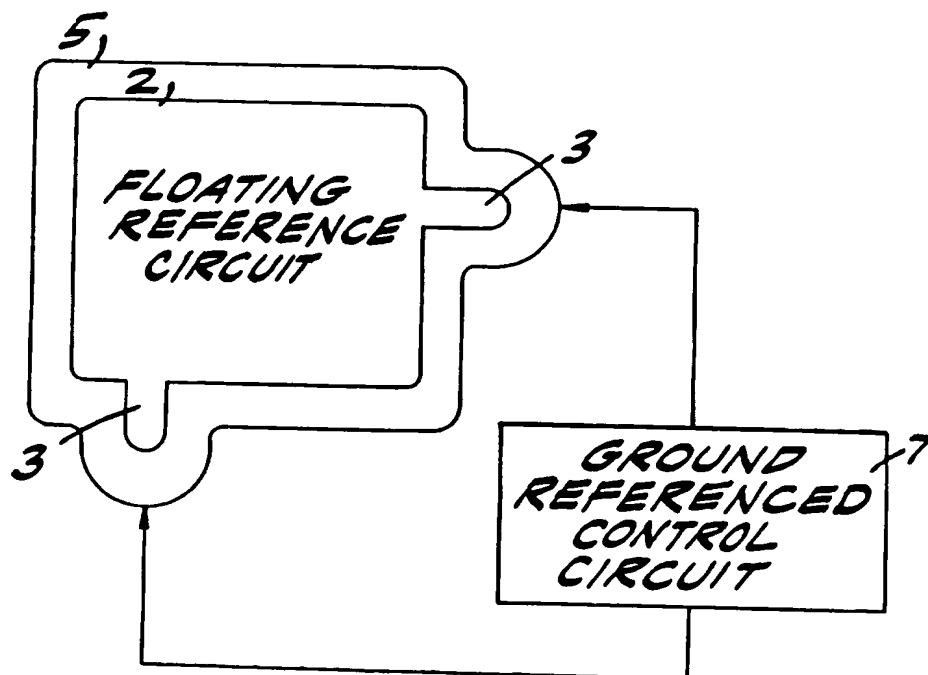 5
2
3
FLOATING
REFERENCE
CIRCUIT
3
GROUND
REFERENCED
CONTROL
CIRCUIT
7